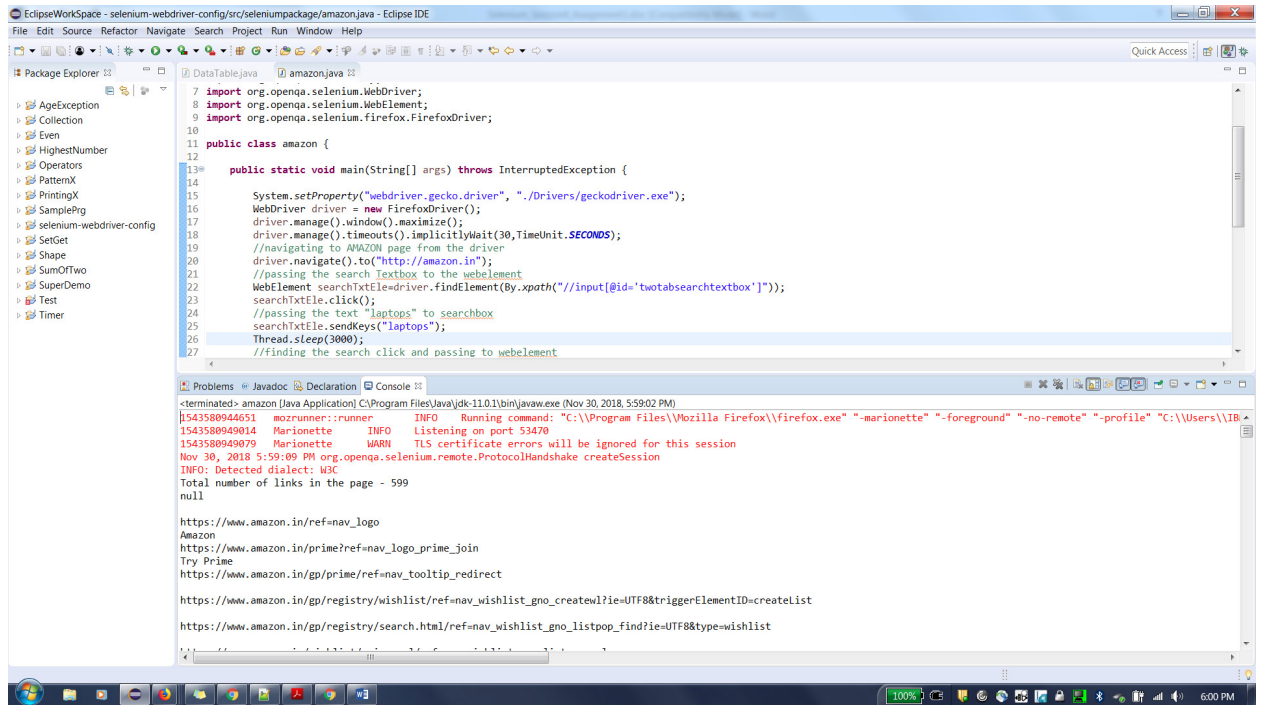 EclipseWorkSpace - selenium-webdriver-config/src/seleniumpackage/amazon.java - Eclipse IDE
File Edit Source Refactor Navigate Search Project Run Window Help
Quick Access
Package Explorer
AgeException
Collection
Even
HighestNumber
Operators
PatternX
PrintingX
SamplePrg
selenium-webdriver-config
SetGet
Shape
SumOfTwo
SuperDemo
Test
Timer
DataTable.java amazon.java
7 import org.openqa.selenium.WebDriver;
8 import org.openqa.selenium.WebElement;
9 import org.openqa.selenium.firefox.FirefoxDriver;
10
11 public class amazon {
12
13 public static void main(String[] args) throws InterruptedException {
14
15 System.setProperty("webdriver.gecko.driver", "./Drivers/geckodriver.exe");
16 WebDriver driver = new FirefoxDriver();
17 driver.manage().window().maximize();
18 driver.manage().timeouts().implicitlyWait(30,TimeUnit.SECONDS);
19 //navigating to AMAZON page from the driver
20 driver.navigate().to("http://amazon.in");
21 //passing the search Textbox to the webelement
22 WebElement searchTxtEle=driver.findElement(By.xpath("//input[@id='twotabsearchtextbox']"));
23 searchTxtEle.click();
24 //passing the text "laptops" to searchbox
25 searchTxtEle.sendKeys("laptops");
26 Thread.sleep(3000);
27 //finding the search click and passing to webelement
Problems Javadoc Declaration Console
<terminated> amazon [Java Application] C:\Program Files\Java\jdk-11.0.1\bin\javaw.exe (Nov 30, 2018, 5:59:02 PM)
1543580944651 mozrunner::runner INFO Running command: "C:\\Program Files\\Mozilla Firefox\\firefox.exe" "-marionette" "-foreground" "-no-remote" "-profile" "C:\\Users\\IB
1543580949014 Marionette INFO Listening on port 53470
1543580949079 Marionette WARN TLS certificate errors will be ignored for this session
Nov 30, 2018 5:59:09 PM org.openqa.selenium.remote.ProtocolHandshake createSession
INFO: Detected dialect: W3C
Total number of links in the page - 599
null
https://www.amazon.in/ref=nav_logo
Amazon
https://www.amazon.in/prime?ref=nav_logo_prime_join
Try Prime
https://www.amazon.in/gp/prime/ref=nav_tooltip_redirect
https://www.amazon.in/gp/registry/wishlist/ref=nav_wishlist_gno_createwl?ie=UTF8&triggerElementID=createList
https://www.amazon.in/gp/registry/search.html/ref=nav_wishlist_gno_listpop_find?ie=UTF8&type=wishlist
100%
6:00 PM